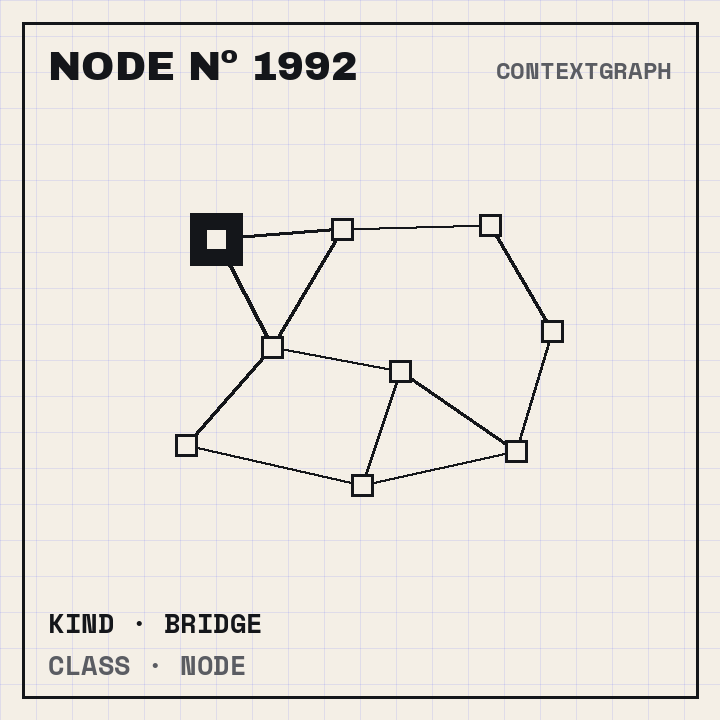 NODE Nº 1992
CONTEXTGRAPH
KIND · BRIDGE
CLASS · NODE